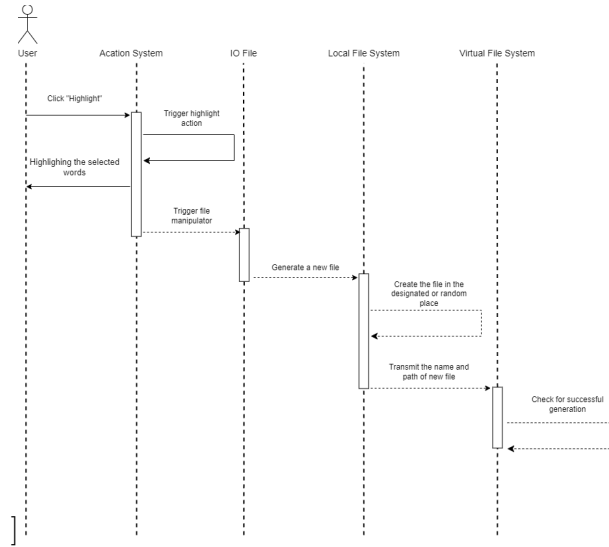 User
Acation System
IO File
Local File System
Virtual File System
Click "Highlight"
Trigger highlight
action
Highlighing the selected
words
Trigger file
manipulator
Generate a new file
Create the file in the
designated or random
place
Transmit the name and
path of new file
Check for successful
generation